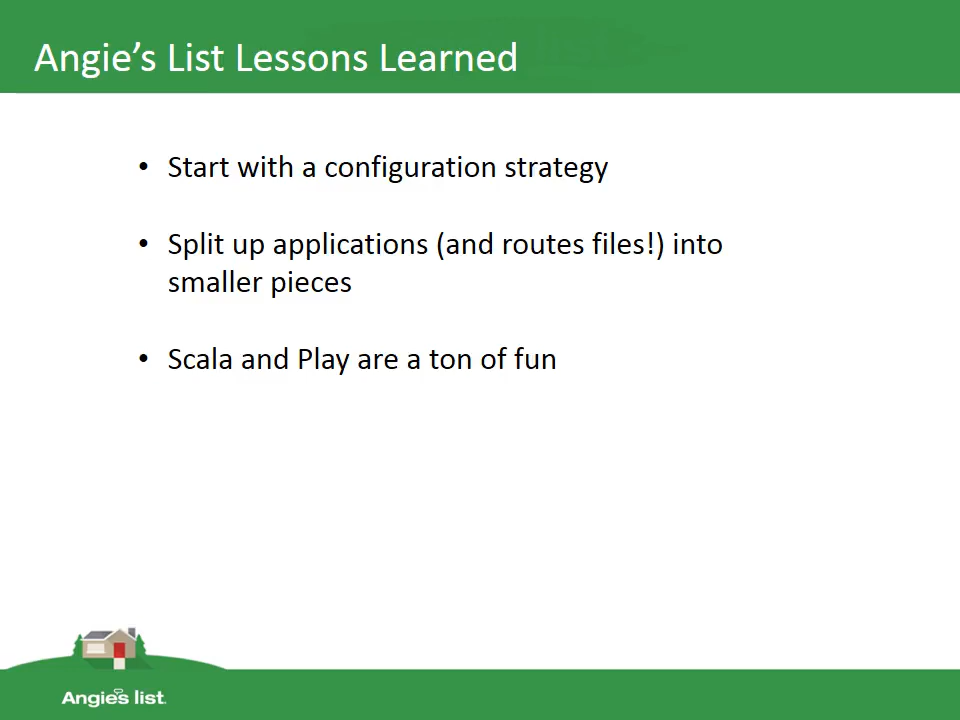 Angie’s List Lessons Learned
• Start with a configuration strategy
• Split up applications (and routes files!) into
smaller pieces
• Scala and Play are a ton of fun
Angie's list.